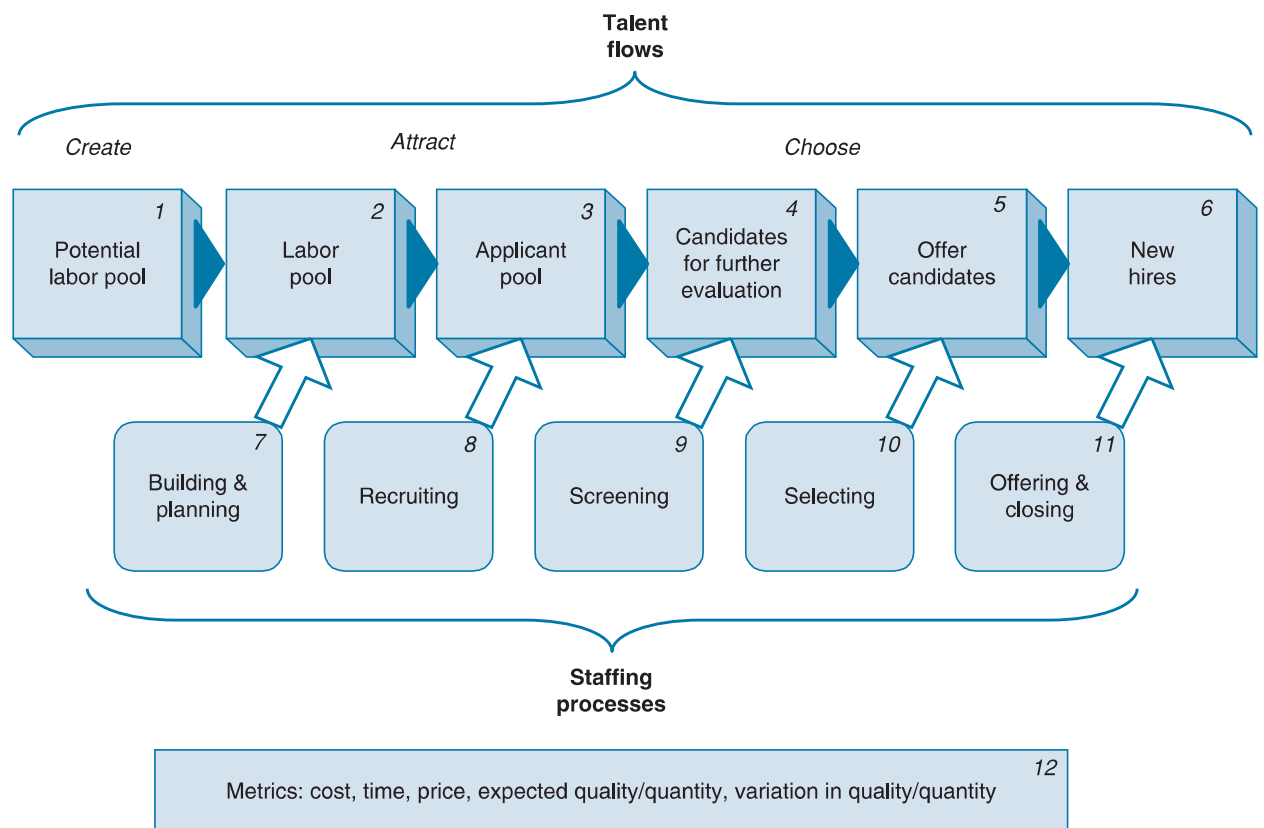 Talent
flows
Create
Attract
Choose
1
Potential
labor pool
2
Labor
pool
3
Applicant
pool
4
Candidates
for further
evaluation
5
Offer
candidates
6
New
hires
7
Building &
planning
8
Recruiting
9
Screening
10
Selecting
11
Offering &
closing
Staffing
processes
12
Metrics: cost, time, price, expected quality/quantity, variation in quality/quantity